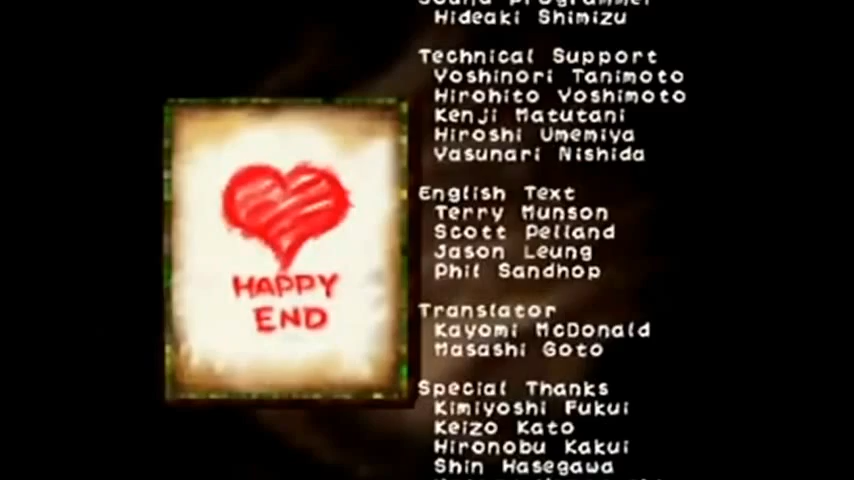 Sound Programmer
Hideaki Shimizu
Technical Support
Yoshinori Tanimoto
Hirohito Yoshimoto
Kenji Matutani
Hiroshi Umemiya
Yasunari Nishida
English Text
Terry Munson
Scott Pelland
Jason Leung
Phil Sandhop
Translator
Kayomi McDonald
Masashi Goto
Special Thanks
Kimiyoshi Fukui
Keizo Kato
Hironobu Kakui
Shin Hasegawa
HAPPY
END